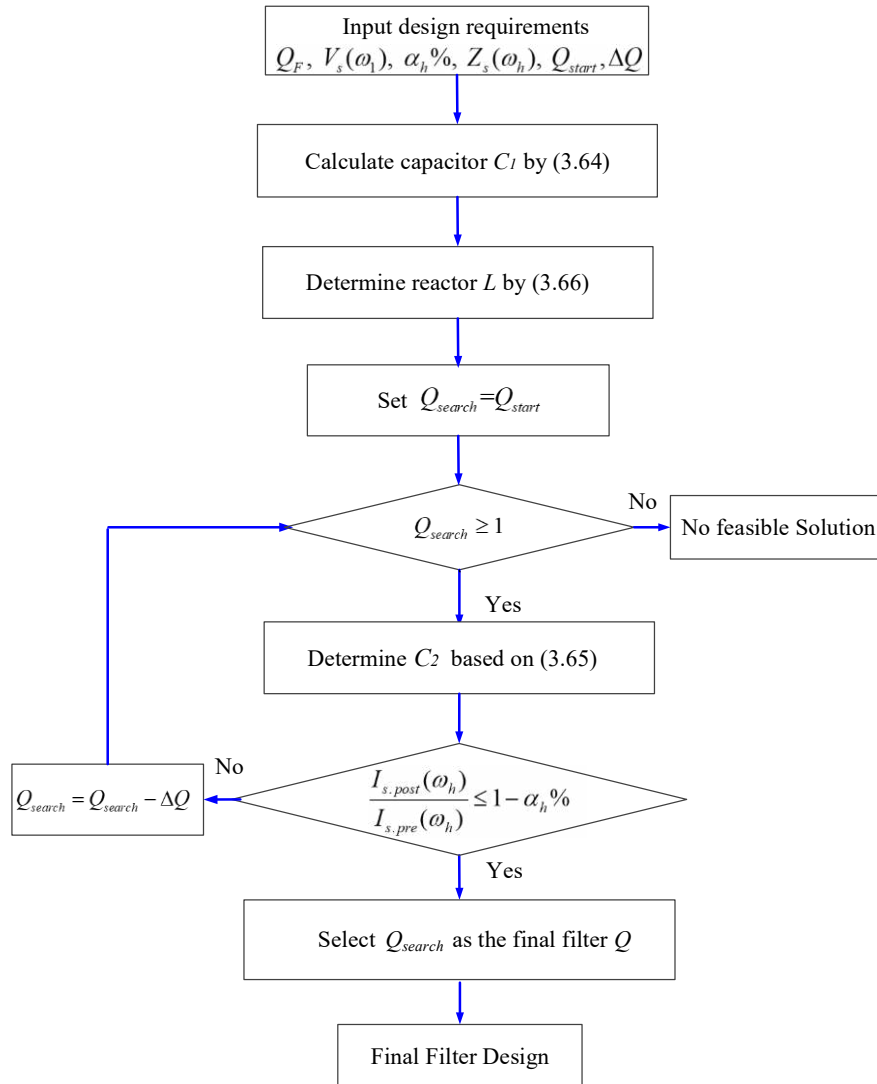 Input design requirements
Q_F, V_s(ω_1), α_h%, Z_s(ω_h), Q_start, ΔQ
Calculate capacitor C_1 by (3.64)
Determine reactor L by (3.66)
Set Q_search=Q_start
Q_search ≥ 1
No
No feasible Solution
Yes
Determine C_2 based on (3.65)
No
Q_search = Q_search − ΔQ
I_s.post(ω_h)
I_s.pre(ω_h)
≤ 1 − α_h%
Yes
Select Q_search as the final filter Q
Final Filter Design